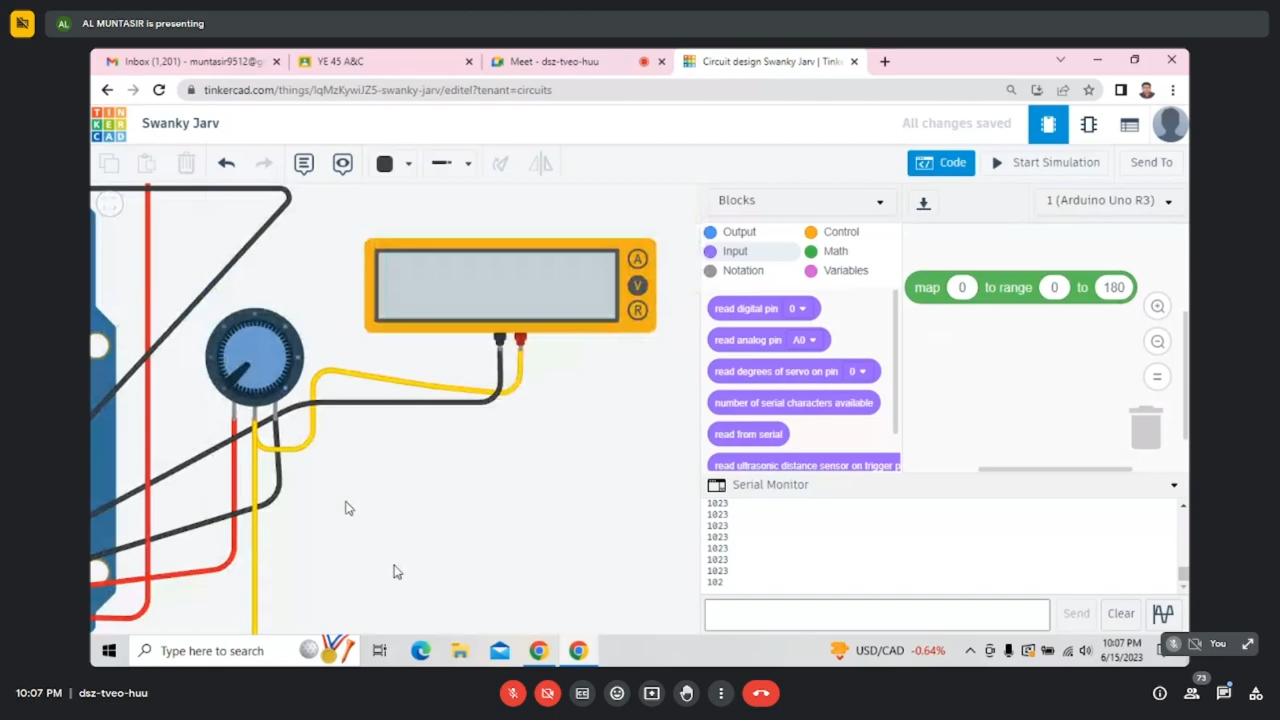 AL
AL MUNTASIR is presenting
Inbox (1,201) - muntasir9512@g
YE 45 A&C
Meet - dsz-tveo-huu
Circuit design Swanky Jarv | Tinke
tinkercad.com/things/lqMzKywiJZ5-swanky-jarv/editel?tenant=circuits
TIN
KER
CAD
Swanky Jarv
All changes saved
Code
Start Simulation
Send To
Blocks
1 (Arduino Uno R3)
Output
Control
Input
Math
Notation
Variables
map 0 to range 0 to 180
read digital pin 0
read analog pin A0
read degrees of servo on pin 0
number of serial characters available
read from serial
read ultrasonic distance sensor on trigger p
A
V
R
Serial Monitor
1023
1023
1023
1023
1023
1023
1023
102
Send
Clear
Type here to search
USD/CAD -0.64%
10:07 PM
6/15/2023
You
10:07 PM | dsz-tveo-huu
73